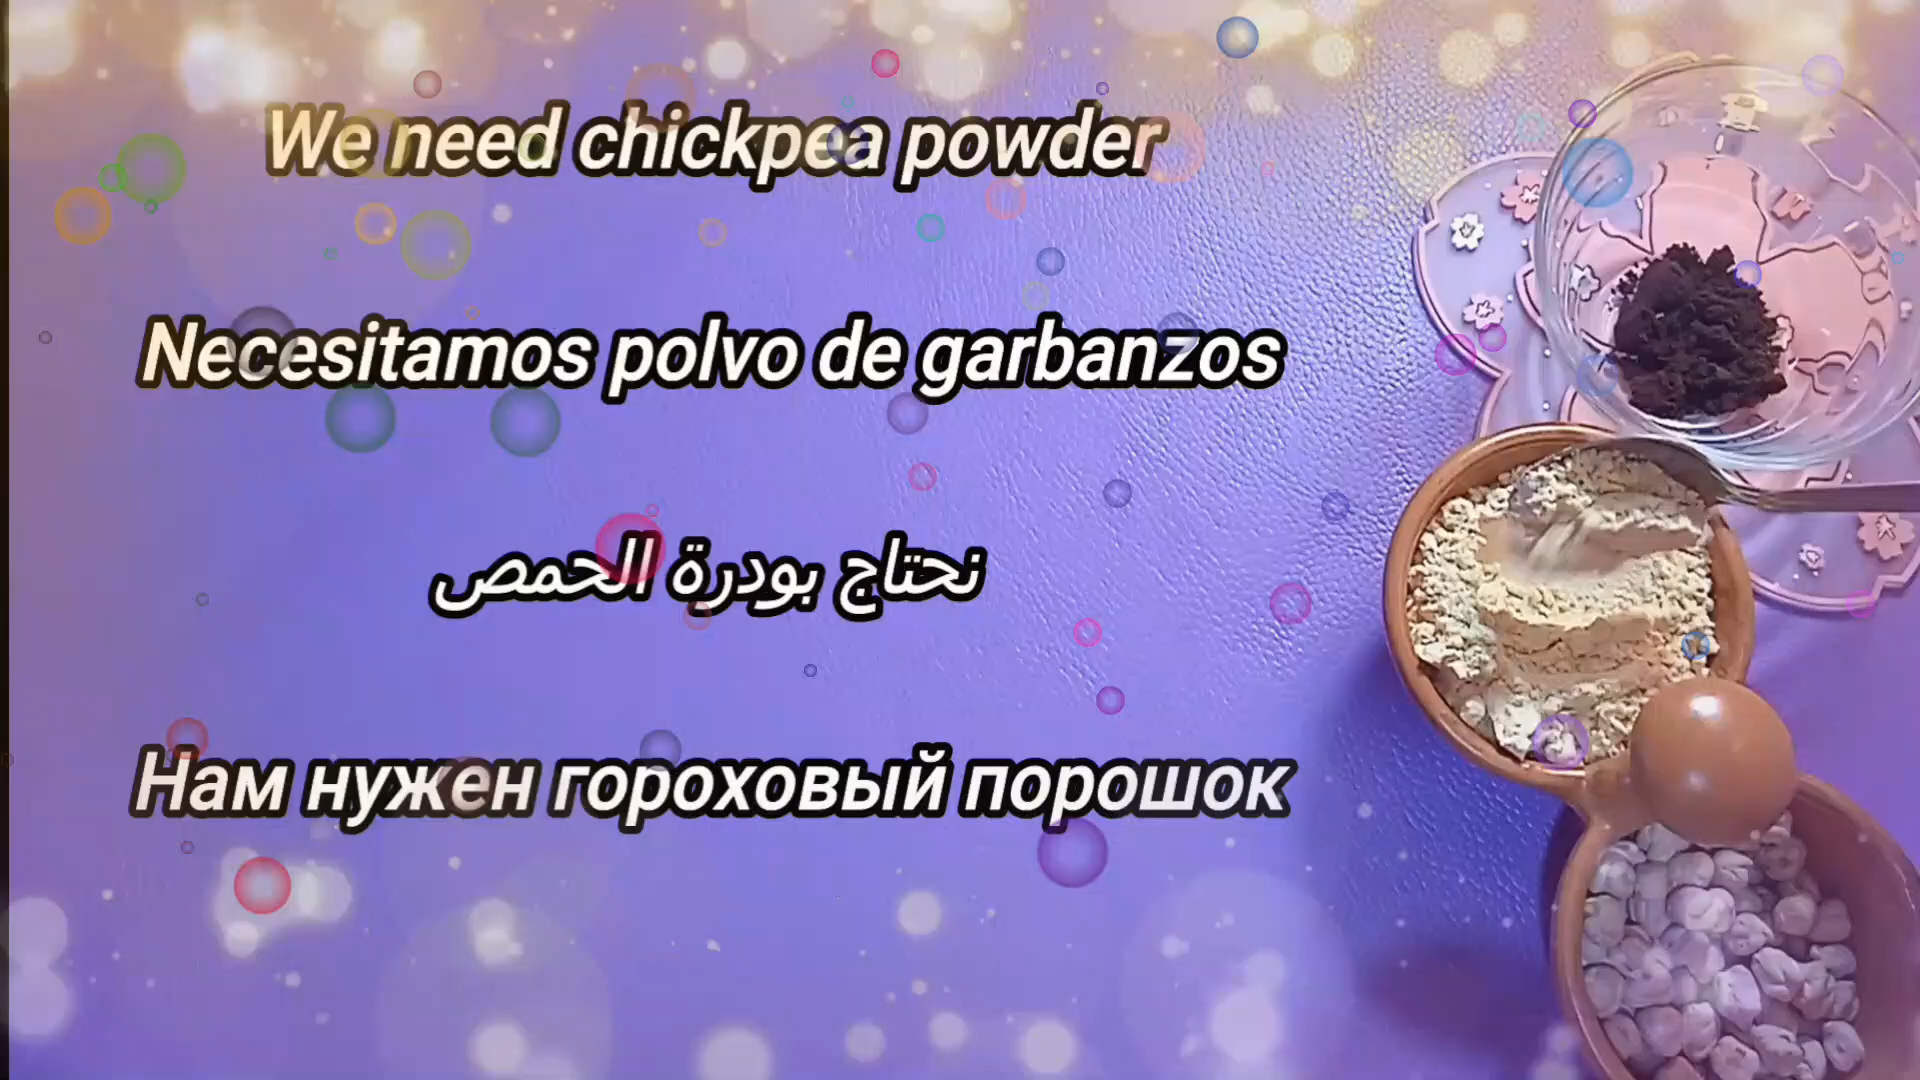 We need chickpea powder
Necesitamos polvo de garbanzos
نحتاج بودرة الحمص
Нам нужен гороховый порошок